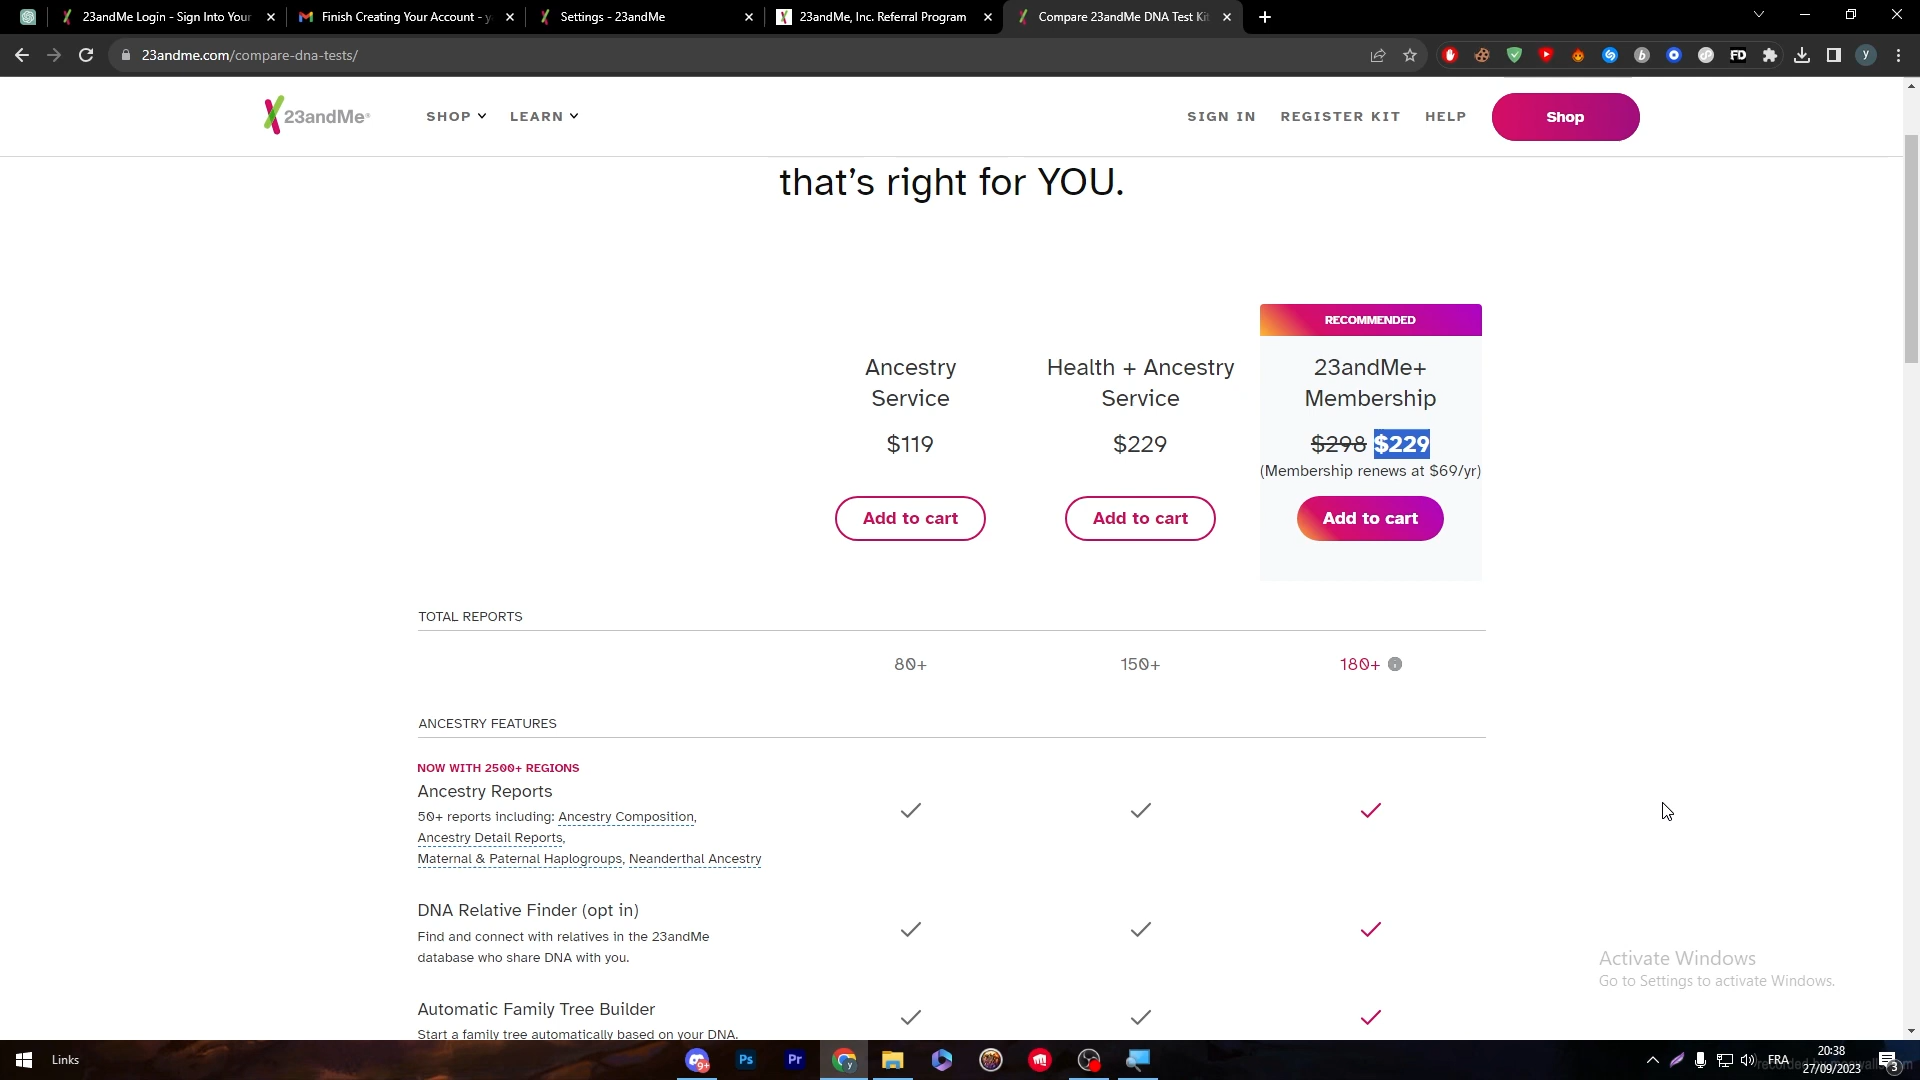 23andMe Login - Sign Into Your
Finish Creating Your Account - y
Settings - 23andMe
23andMe, Inc. Referral Program
Compare 23andMe DNA Test Kit
23andme.com/compare-dna-tests/
23andMe
SHOP
LEARN
SIGN IN
REGISTER KIT
HELP
Shop
that's right for YOU.
RECOMMENDED
Ancestry
Service
Health + Ancestry
Service
23andMe+
Membership
$119
$229
$298 $229
(Membership renews at $69/yr)
Add to cart
Add to cart
Add to cart
TOTAL REPORTS
80+
150+
180+
ANCESTRY FEATURES
NOW WITH 2500+ REGIONS
Ancestry Reports
50+ reports including: Ancestry Composition,
Ancestry Detail Reports,
Maternal & Paternal Haplogroups, Neanderthal Ancestry
DNA Relative Finder (opt in)
Find and connect with relatives in the 23andMe
database who share DNA with you.
Automatic Family Tree Builder
Start a family tree automatically based on your DNA.
Activate Windows
Go to Settings to activate Windows.
Links
9+
Ps
Pr
FRA
20:38
27/09/2023
3